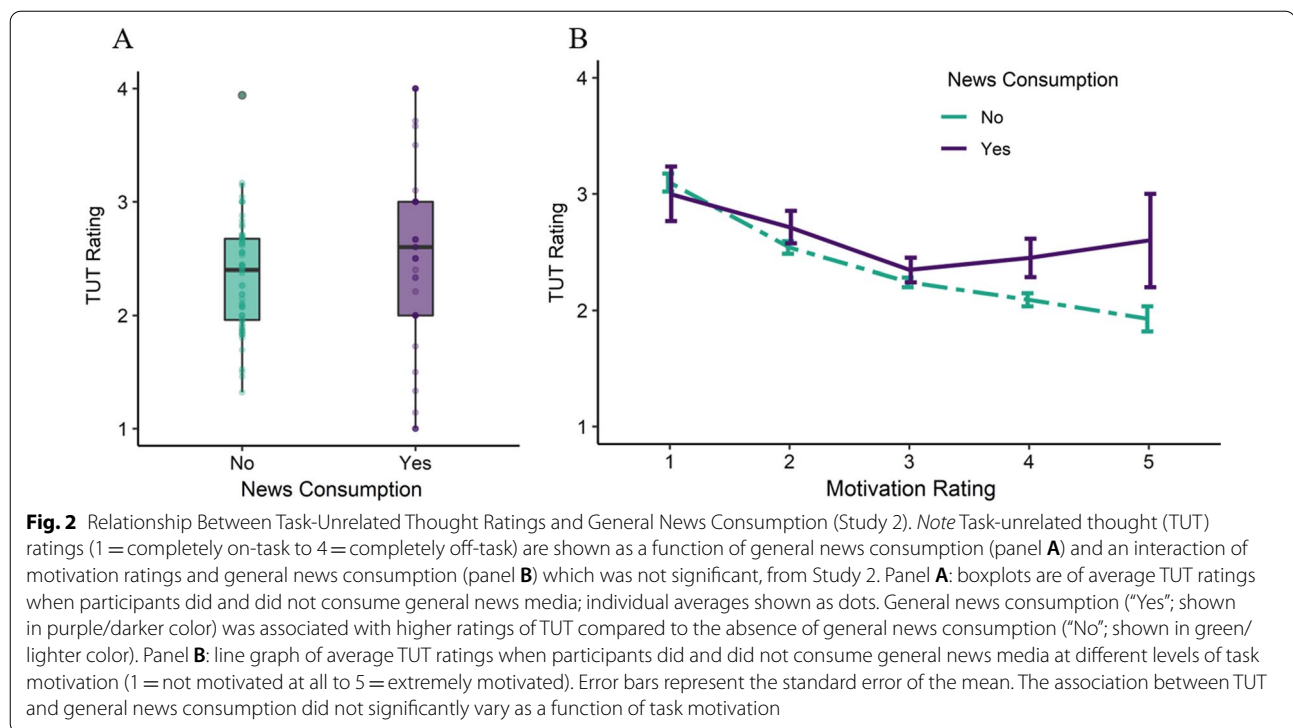 A
B
4
3
2
1
TUT Rating
No
Yes
News Consumption
4
3
2
1
TUT Rating
News Consumption
No
Yes
1 2 3 4 5
Motivation Rating
Fig. 2 Relationship Between Task-Unrelated Thought Ratings and General News Consumption (Study 2). Note Task-unrelated thought (TUT)
ratings (1 = completely on-task to 4 = completely off-task) are shown as a function of general news consumption (panel A) and an interaction of
motivation ratings and general news consumption (panel B) which was not significant, from Study 2. Panel A: boxplots are of average TUT ratings
when participants did and did not consume general news media; individual averages shown as dots. General news consumption (“Yes”; shown
in purple/darker color) was associated with higher ratings of TUT compared to the absence of general news consumption (“No”; shown in green/
lighter color). Panel B: line graph of average TUT ratings when participants did and did not consume general news media at different levels of task
motivation (1 = not motivated at all to 5 = extremely motivated). Error bars represent the standard error of the mean. The association between TUT
and general news consumption did not significantly vary as a function of task motivation